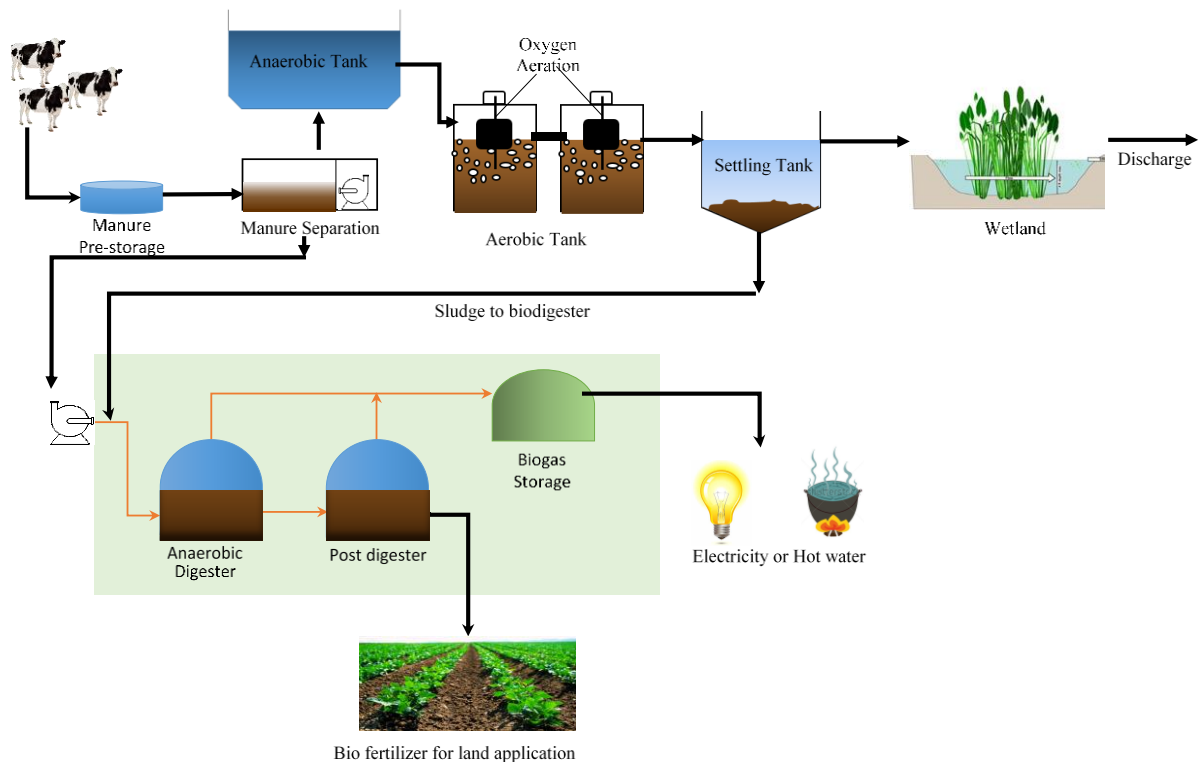 Oxygen
Aeration
Anaerobic Tank
Settling Tank
Discharge
Manure
Pre-storage
Manure Separation
Aerobic Tank
Wetland
Sludge to biodigester
Biogas
Storage
Anaerobic
Digester
Post digester
Electricity or Hot water
Bio fertilizer for land application